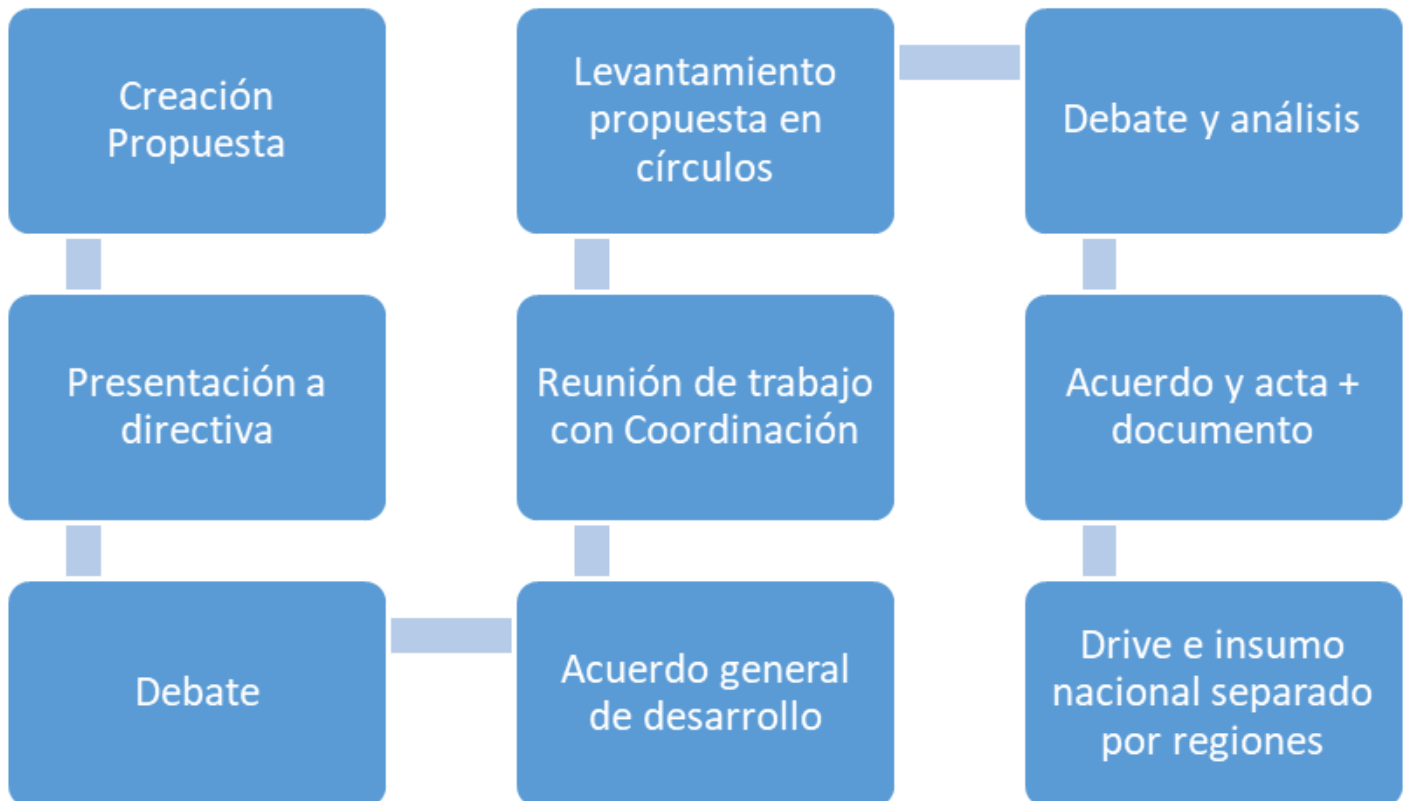 Creación
Propuesta
Presentación a
directiva
Debate
Acuerdo general
de desarrollo
Reunión de trabajo
con Coordinación
Levantamiento
propuesta en
círculos
Debate y análisis
Acuerdo y acta +
documento
Drive e insumo
nacional separado
por regiones